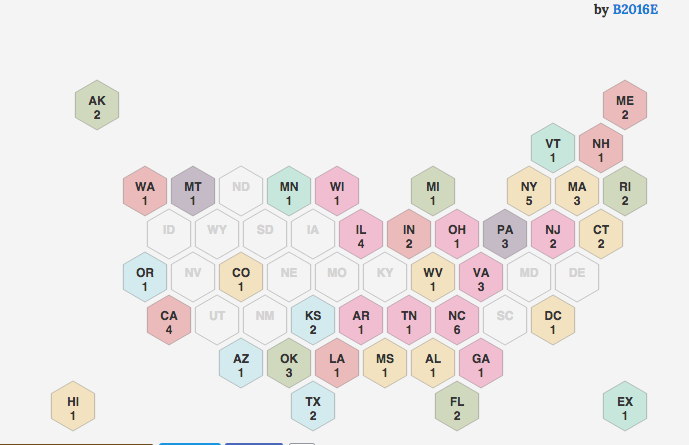 by B2016E
AK
2
ME
2
VT
1
NH
1
WA
1
MT
1
ND
MN
1
WI
1
MI
1
NY
5
MA
3
RI
2
ID
WY
SD
IA
IL
4
IN
2
OH
1
PA
3
NJ
2
CT
2
OR
1
NV
CO
1
NE
MO
KY
WV
1
VA
3
MD
DE
CA
4
UT
NM
KS
2
AR
1
TN
1
NC
6
SC
DC
1
AZ
1
OK
3
LA
1
MS
1
AL
1
GA
1
HI
1
TX
2
FL
2
EX
1